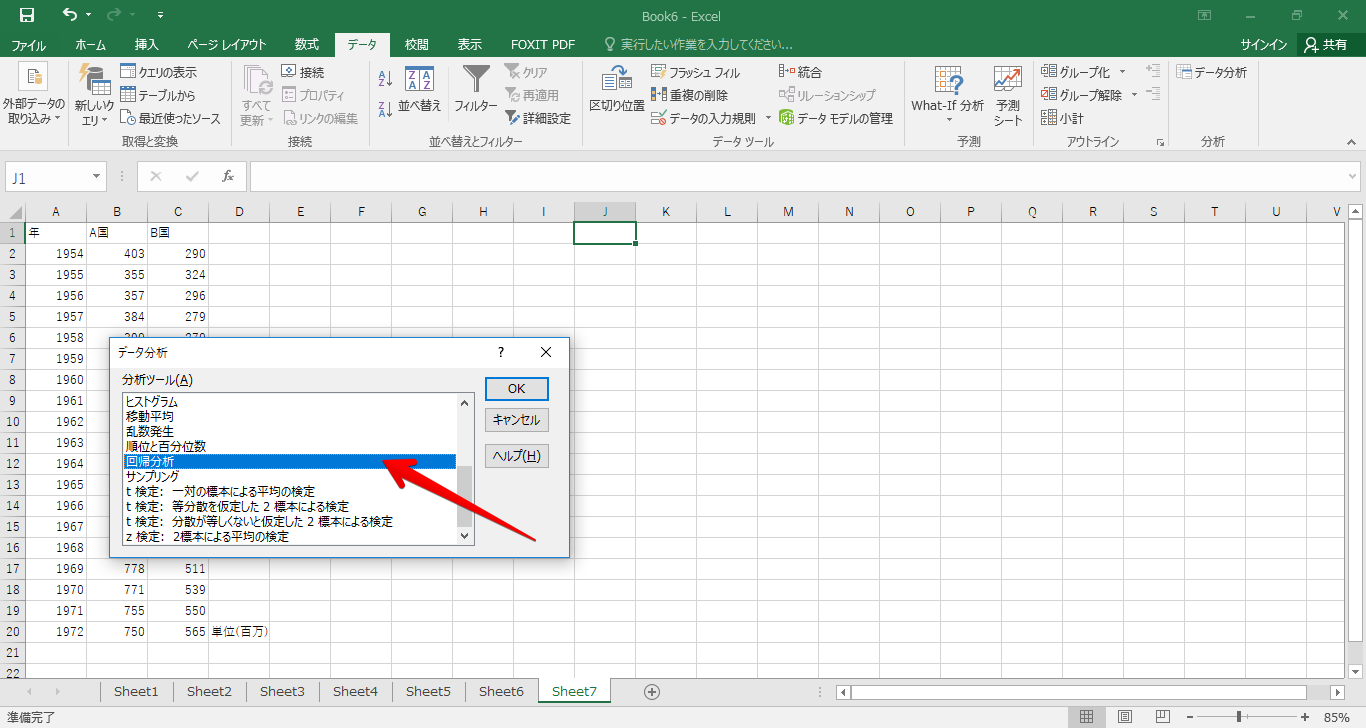 Book6 - Excel
ファイル ホーム 挿入 ページ レイアウト 数式 データ 校閲 表示 FOXIT PDF 実行したい作業を入力してください... サインイン 共有
外部データの
取り込み
新しいクエリ
クエリの表示
テーブルから
最近使ったソース
取得と変換
すべて
更新
接続
プロパティ
リンクの編集
接続
並べ替え
フィルター
クリア
再適用
詳細設定
並べ替えとフィルター
区切り位置
フラッシュ フィル
重複の削除
データの入力規則
統合
リレーションシップ
データ モデルの管理
データ ツール
What-If 分析
予測
シート
予測
グループ化
グループ解除
小計
アウトライン
データ分析
分析
J1
fx
A B C D E F G H I J K L M N O P Q R S T U V
1 年 A国 B国
2 1954 403 290
3 1955 355 324
4 1956 357 296
5 1957 384 279
6 1958
7 1959
8 1960
9 1961
10 1962
11 1963
12 1964
13 1965
14 1966
15 1967
16 1968
17 1969 778 511
18 1970 771 539
19 1971 755 550
20 1972 750 565 単位(百万)
21
22
データ分析 ?
分析ツール(A)
ヒストグラム
移動平均
乱数発生
順位と百分位数
回帰分析
サンプリング
t 検定: 一対の標本による平均の検定
t 検定: 等分散を仮定した 2 標本による検定
t 検定: 分散が等しくないと仮定した 2 標本による検定
z 検定: 2標本による平均の検定
OK
キャンセル
ヘルプ(H)
Sheet1 Sheet2 Sheet3 Sheet4 Sheet5 Sheet6 Sheet7
準備完了 85%